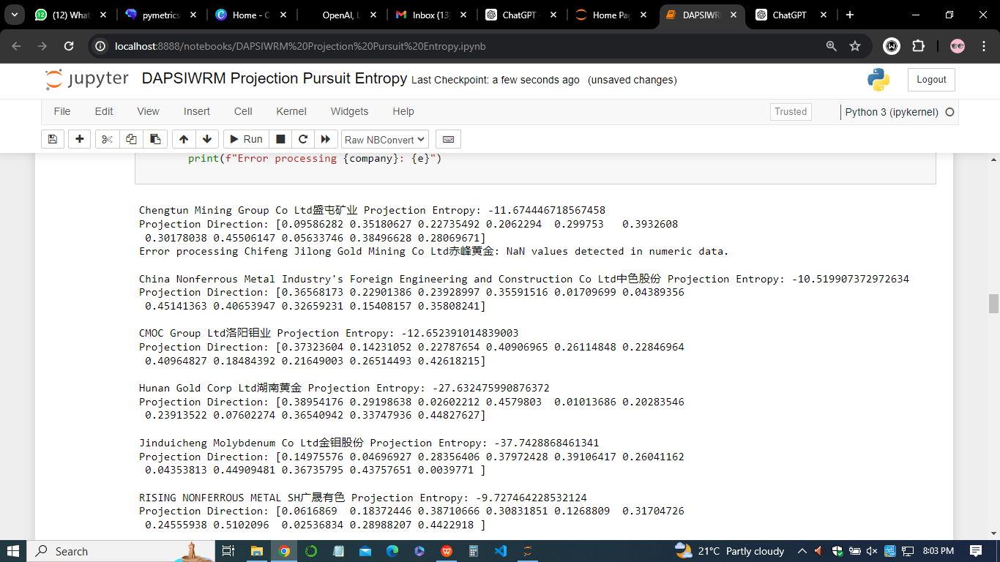 (12) What
pymetrics
Home - C
OpenAI, L
Inbox (13)
ChatGPT
Home Pag
DAPSIWR
ChatGPT
localhost:8888/notebooks/DAPSIWRM%20Projection%20Pursuit%20Entropy.ipynb
jupyter DAPSIWRM Projection Pursuit Entropy Last Checkpoint: a few seconds ago (unsaved changes)
Logout
File Edit View Insert Cell Kernel Widgets Help
Trusted
Python 3 (ipykernel)
Run
Raw NBConvert
print(f"Error processing {company}: {e}")
Chengtun Mining Group Co Ltd盛屯矿业 Projection Entropy: -11.674446718567458
Projection Direction: [0.09586282 0.35180627 0.22735492 0.2062294 0.299753 0.3932608
0.30178038 0.45506147 0.05633746 0.38496628 0.28069671]
Error processing Chifeng Jilong Gold Mining Co Ltd赤峰黄金: NaN values detected in numeric data.
China Nonferrous Metal Industry's Foreign Engineering and Construction Co Ltd中色股份 Projection Entropy: -10.519907372972634
Projection Direction: [0.36568173 0.22901386 0.23928997 0.35591516 0.01709699 0.04389356
0.45141363 0.40653947 0.32659231 0.15408157 0.35808241]
CMOC Group Ltd洛阳钼业 Projection Entropy: -12.652391014839003
Projection Direction: [0.37323604 0.14231052 0.22787654 0.40906965 0.26114848 0.22846964
0.40964827 0.18484392 0.21649003 0.26514493 0.42618215]
Hunan Gold Corp Ltd湖南黄金 Projection Entropy: -27.632475990876372
Projection Direction: [0.38954176 0.29198638 0.02602212 0.4579803 0.01013686 0.20283546
0.23913522 0.07602274 0.36540942 0.33747936 0.44827627]
Jinduicheng Molybdenum Co Ltd金钼股份 Projection Entropy: -37.7428868461341
Projection Direction: [0.14975576 0.04696927 0.28356406 0.37972428 0.39106417 0.26041162
0.04353813 0.44909481 0.36735795 0.43757651 0.0039771 ]
RISING NONFERROUS METAL SH广晟有色 Projection Entropy: -9.727464228532124
Projection Direction: [0.0616869 0.18372446 0.38710666 0.30831851 0.1268809 0.31704726
0.24555938 0.5102096 0.02536834 0.28988207 0.4422918 ]
Search
21°C Partly cloudy
8:03 PM